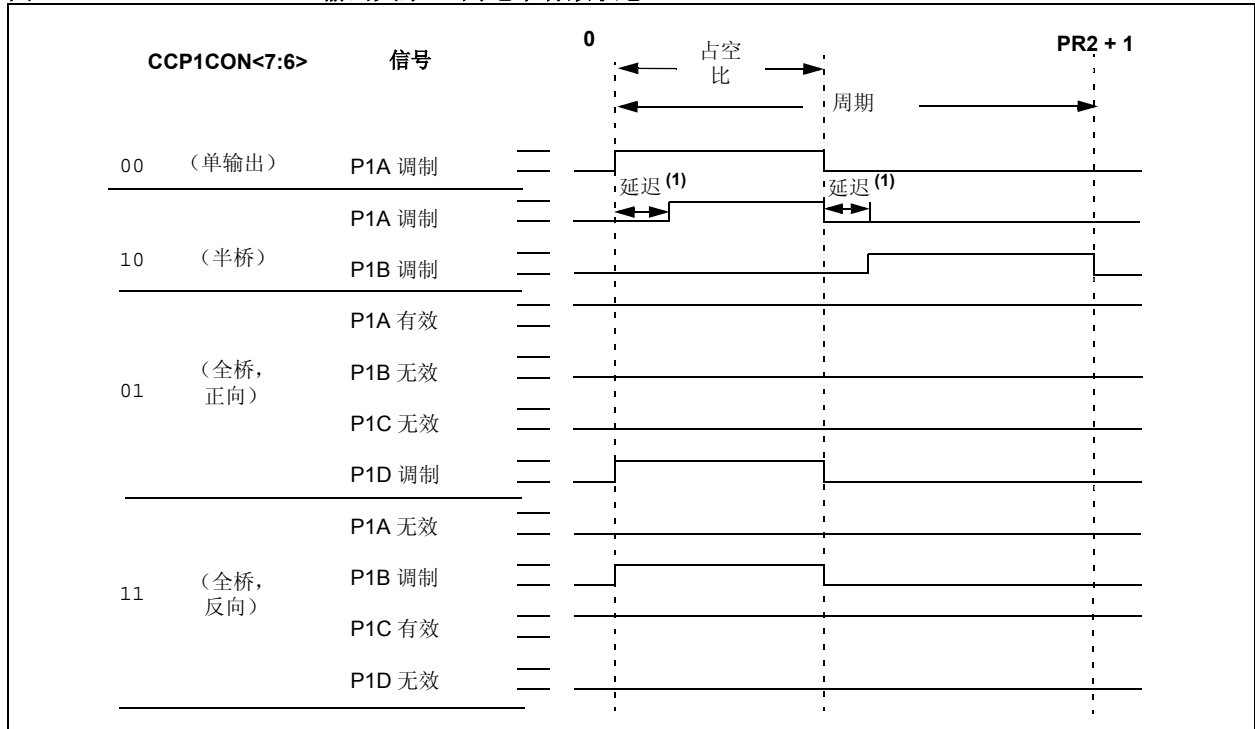 CCP1CON<7:6> 信号 0 PR2 + 1
占空
比
周期
00 （单输出） P1A 调制
延迟(1) 延迟(1)
P1A 调制
10 （半桥） P1B 调制
P1A 有效
01 （全桥，
正向） P1B 无效
P1C 无效
P1D 调制
P1A 无效
11 （全桥，
反向） P1B 调制
P1C 有效
P1D 无效